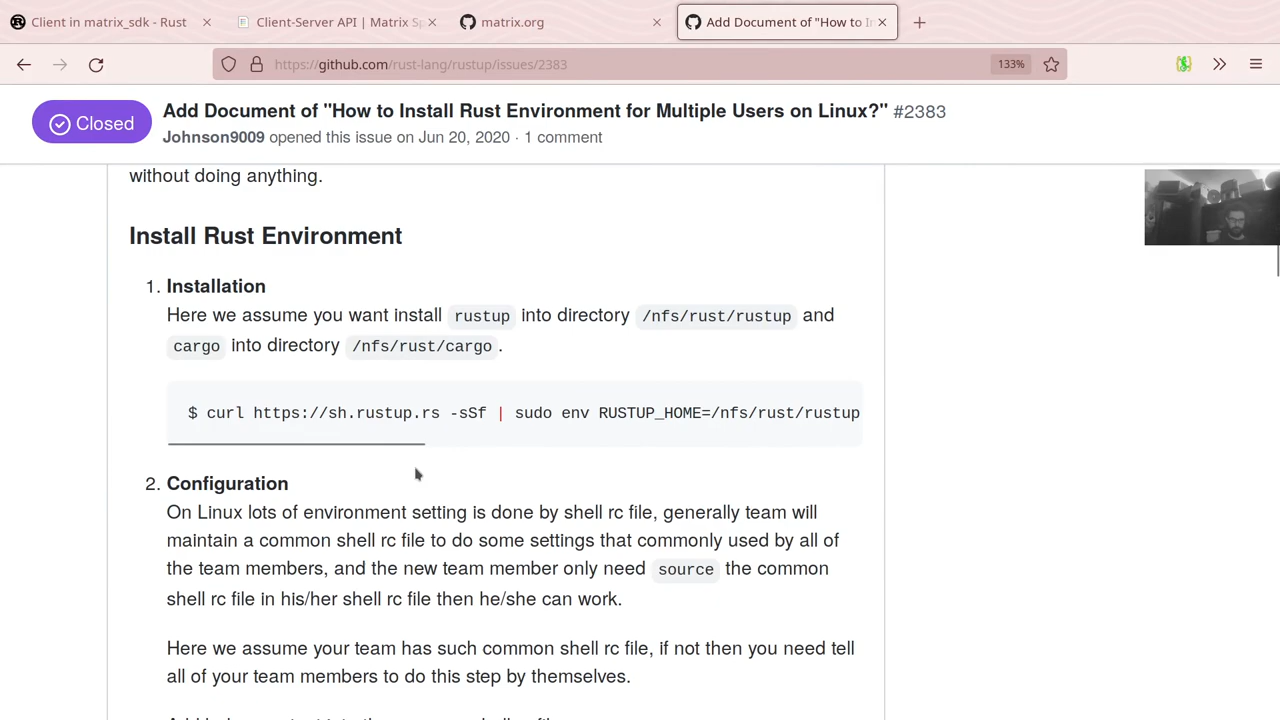 Client in matrix_sdk - Rust
Client-Server API | Matrix Sp
matrix.org
Add Document of "How to In
https://github.com/rust-lang/rustup/issues/2383
133%
Closed
Add Document of "How to Install Rust Environment for Multiple Users on Linux?" #2383
Johnson9009 opened this issue on Jun 20, 2020 · 1 comment
without doing anything.
Install Rust Environment
1. Installation
Here we assume you want install rustup into directory /nfs/rust/rustup and
cargo into directory /nfs/rust/cargo.
$ curl https://sh.rustup.rs -sSf | sudo env RUSTUP_HOME=/nfs/rust/rustup
2. Configuration
On Linux lots of environment setting is done by shell rc file, generally team will
maintain a common shell rc file to do some settings that commonly used by all of
the team members, and the new team member only need source the common
shell rc file in his/her shell rc file then he/she can work.
Here we assume your team has such common shell rc file, if not then you need tell
all of your team members to do this step by themselves.